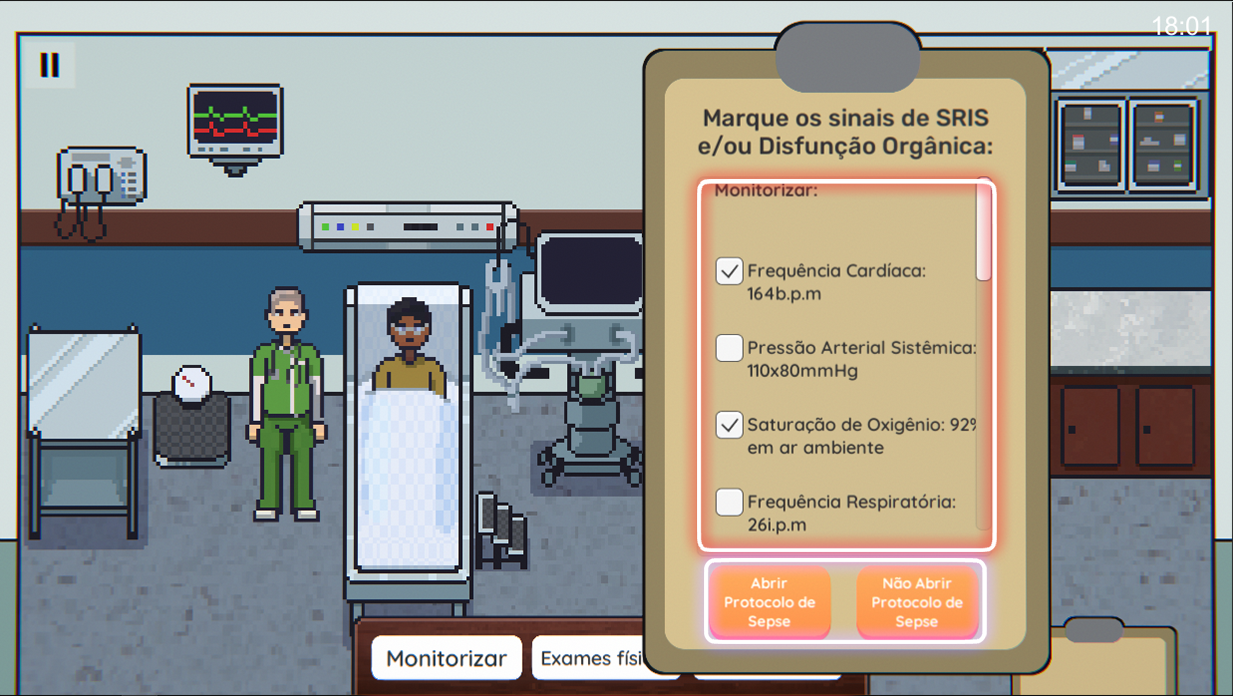 18:01
Marque os sinais de SRIS
e/ou Disfunção Orgânica:
Monitorizar:
Frequência Cardíaca:
164b.p.m
Pressão Arterial Sistêmica:
110x80mmHg
Saturação de Oxigênio: 92%
em ar ambiente
Frequência Respiratória:
26i.p.m
Abrir
Protocolo de
Sepse
Não Abrir
Protocolo de
Sepse
Monitorizar
Exames físi